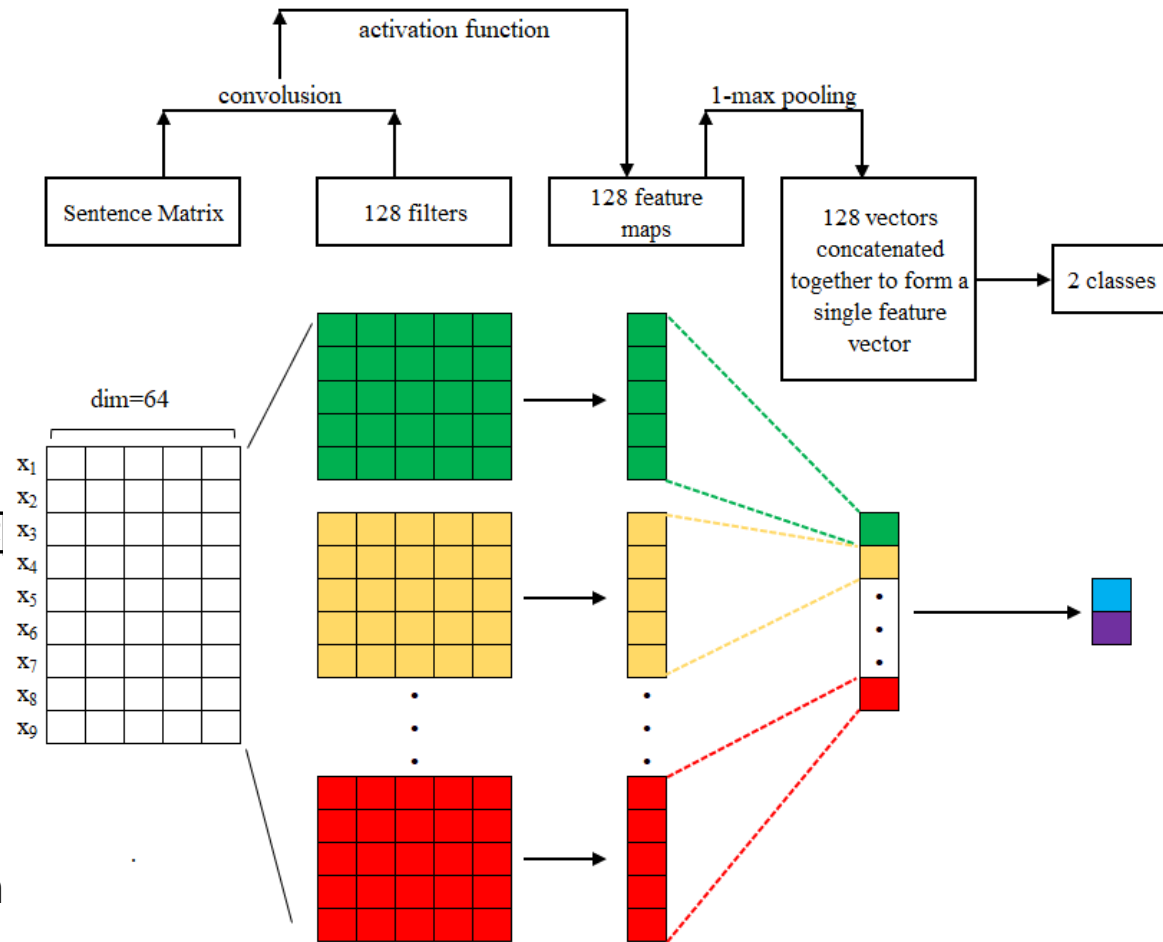 activation function
convolusion
1-max pooling
Sentence Matrix
128 filters
128 feature
maps
128 vectors
concatenated
together to form a
single feature
vector
2 classes
dim=64
x1
x2
x3
x4
x5
x6
x7
x8
x9